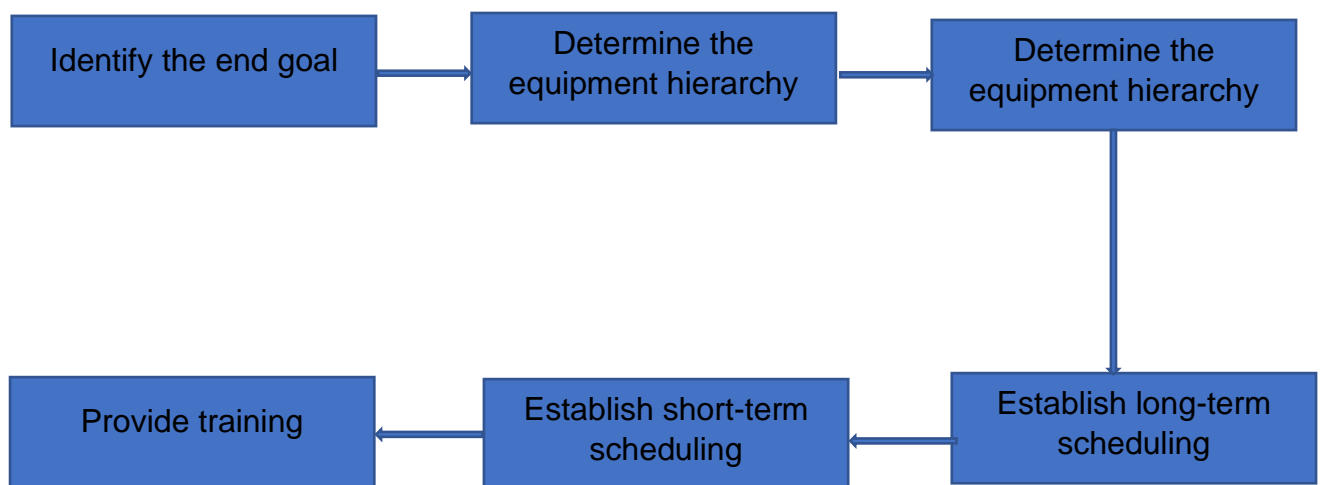 Identify the end goal
Determine the
equipment hierarchy
Determine the
equipment hierarchy
Establish long-term
scheduling
Establish short-term
scheduling
Provide training